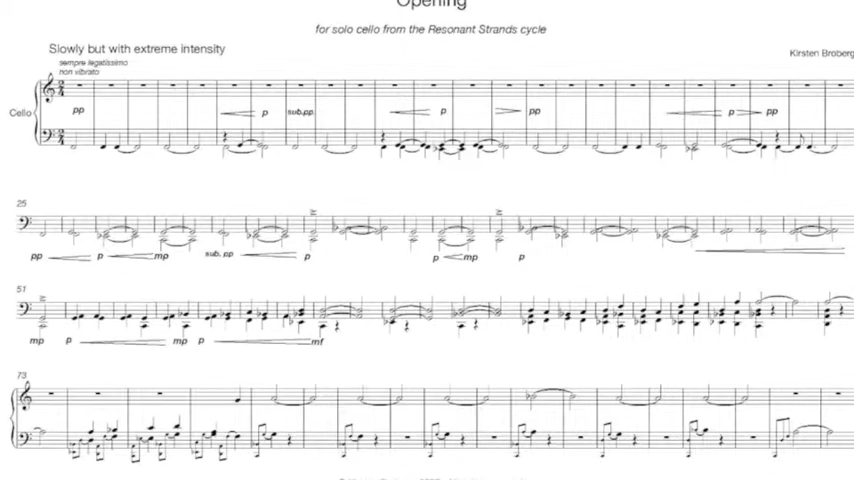 Opening
for solo cello from the Resonant Strands cycle
Slowly but with extreme intensity
Kirsten Broberg
sempre legatissimo
non vibrato
Cello
pp p sub.pp. p pp p pp
25
pp p mp sub. pp p p mp p
51
mp p mp p mf
73